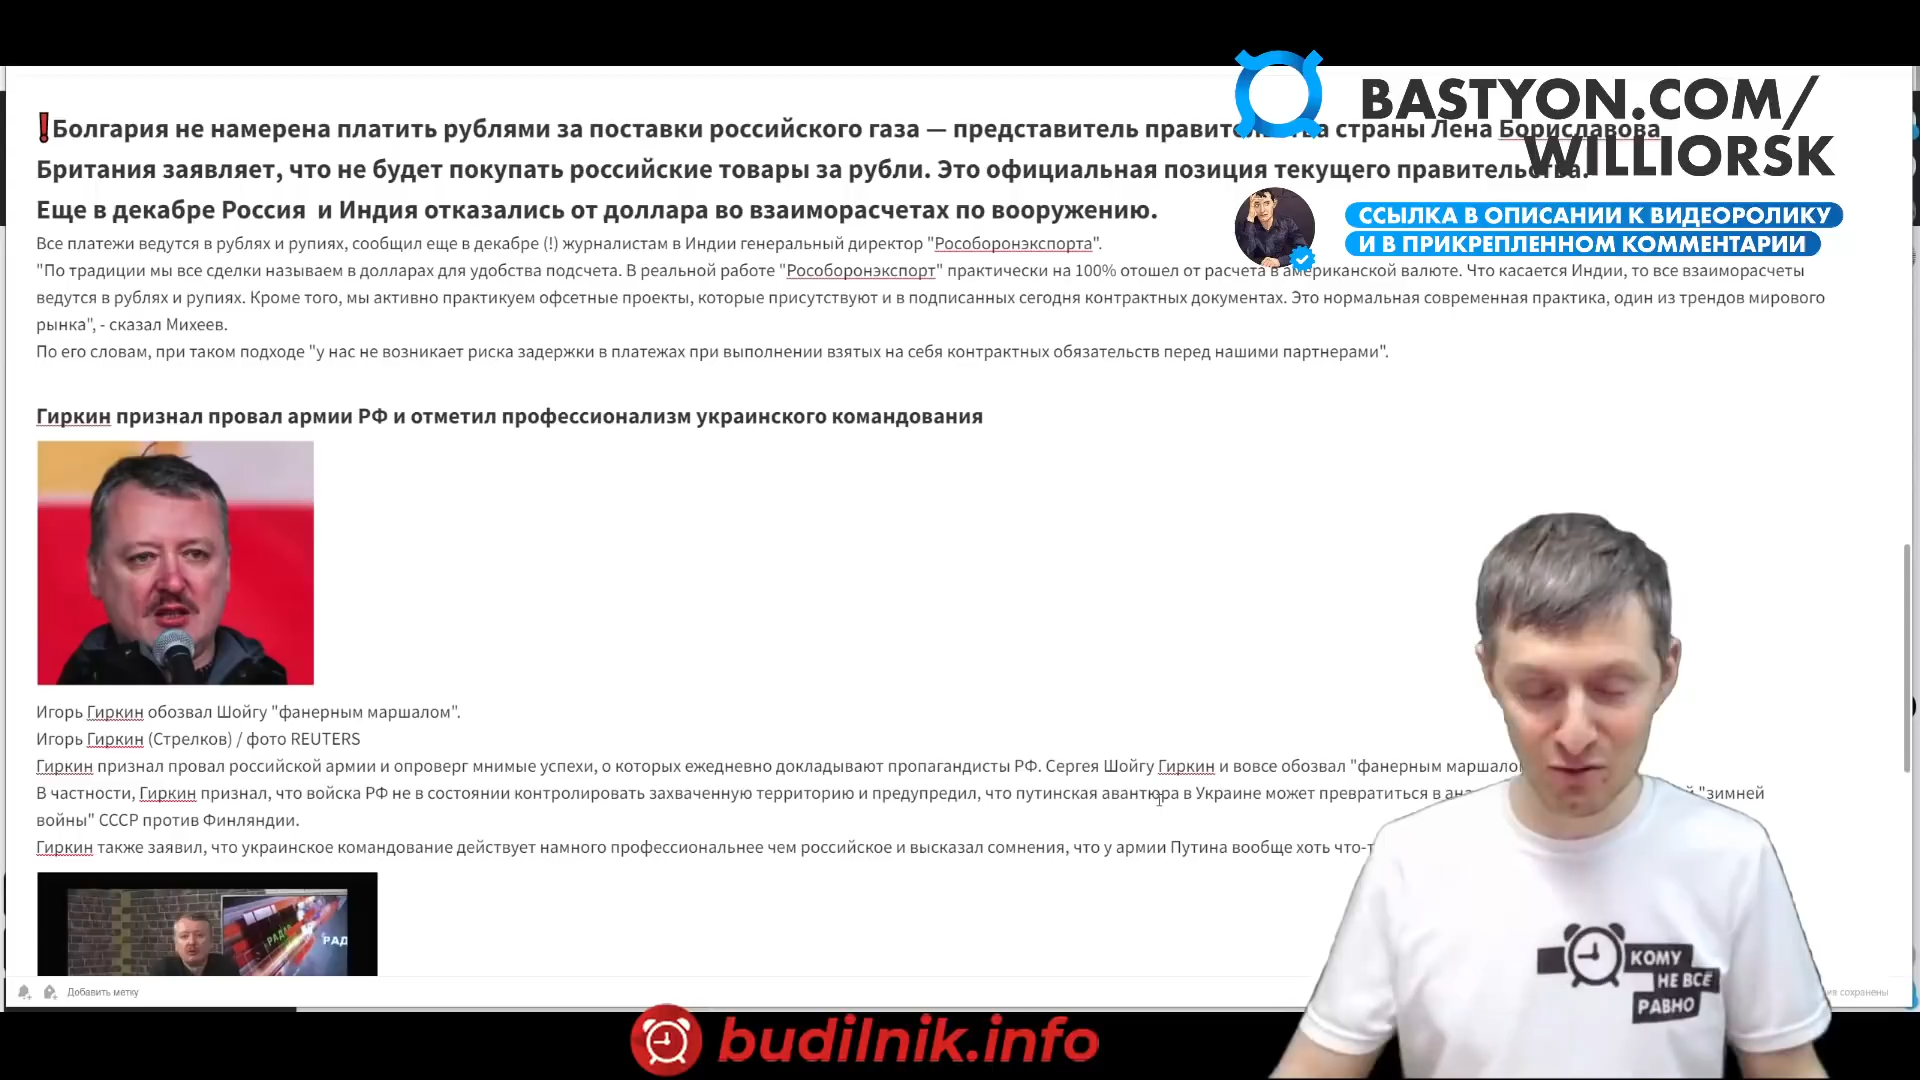 BASTYON.COM/
WILLIORSK
ССЫЛКА В ОПИСАНИИ К ВИДЕОРОЛИКУ
И В ПРИКРЕПЛЕННОМ КОММЕНТАРИИ
❗Болгария не намерена платить рублями за поставки российского газа — представитель правительства страны Лена Бориславова
Британия заявляет, что не будет покупать российские товары за рубли. Это официальная позиция текущего правительства.
Еще в декабре Россия и Индия отказались от доллара во взаиморасчетах по вооружению.
Все платежи ведутся в рублях и рупиях, сообщил еще в декабре (!) журналистам в Индии генеральный директор "Рособоронэкспорта".
"По традиции мы все сделки называем в долларах для удобства подсчета. В реальной работе "Рособоронэкспорт" практически на 100% отошел от расчета в американской валюте. Что касается Индии, то все взаиморасчеты
ведутся в рублях и рупиях. Кроме того, мы активно практикуем офсетные проекты, которые присутствуют и в подписанных сегодня контрактных документах. Это нормальная современная практика, один из трендов мирового
рынка", - сказал Михеев.
По его словам, при таком подходе "у нас не возникает риска задержки в платежах при выполнении взятых на себя контрактных обязательств перед нашими партнерами".
Гиркин признал провал армии РФ и отметил профессионализм украинского командования
Игорь Гиркин обозвал Шойгу "фанерным маршалом".
Игорь Гиркин (Стрелков) / фото REUTERS
Гиркин признал провал российской армии и опроверг мнимые успехи, о которых ежедневно докладывают пропагандисты РФ. Сергея Шойгу Гиркин и вовсе обозвал "фанерным
В частности, Гиркин признал, что войска РФ не в состоянии контролировать захваченную территорию и предупредил, что путинская авантюра в Украине может превратиться в "зимней
войны" СССР против Финляндии.
Гиркин также заявил, что украинское командование действует намного профессиональнее чем российское и высказал сомнения, что у армии Путина вообще хоть
РАДАР
РАД
Добавить метку
сохранены
КОМУ
НЕ ВСЁ
РАВНО
budilnik.info